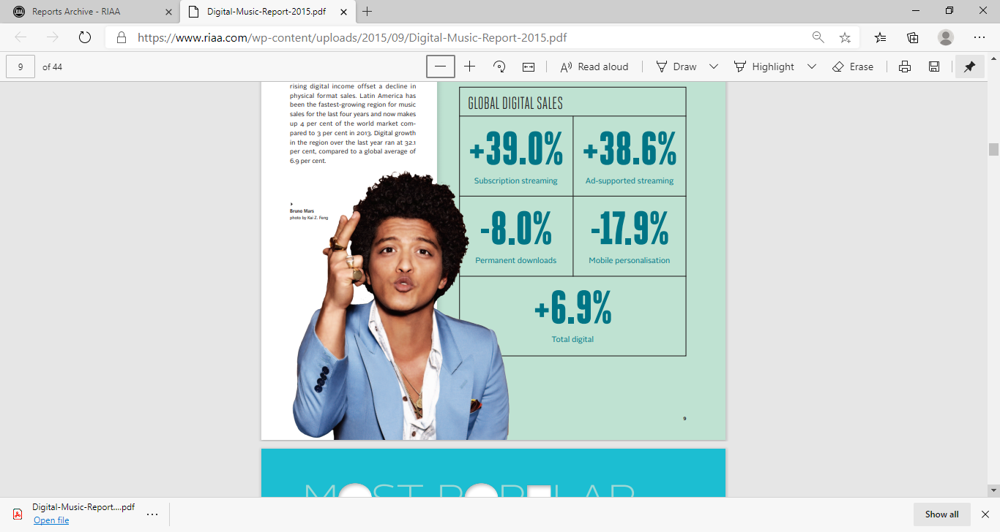 Reports Archive - RIAA
Digital-Music-Report-2015.pdf
https://www.riaa.com/wp-content/uploads/2015/09/Digital-Music-Report-2015.pdf
9 of 44
Read aloud
Draw
Highlight
Erase
rising digital income offset a decline in
physical format sales. Latin America has
been the fastest-growing region for music
sales for the last four years and now makes
up 4 per cent of the world market com-
pared to 3 per cent in 2013. Digital growth
in the region over the last year ran at 32.1
per cent, compared to a global average of
6.9 per cent.
Bruno Mars
photo by Kai Z. Feng
GLOBAL DIGITAL SALES
+39.0% +38.6%
Subscription streaming Ad-supported streaming
-8.0% -17.9%
Permanent downloads Mobile personalisation
+6.9%
Total digital
9
Digital-Music-Report....pdf
Open file
Show all